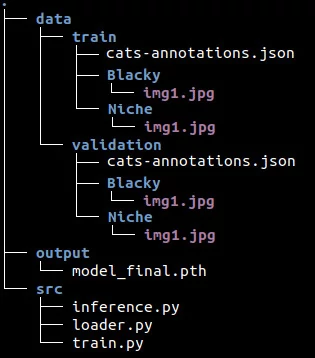 .
data
train
cats-annotations.json
Blacky
img1.jpg
Niche
img1.jpg
validation
cats-annotations.json
Blacky
img1.jpg
Niche
img1.jpg
output
model_final.pth
src
inference.py
loader.py
train.py